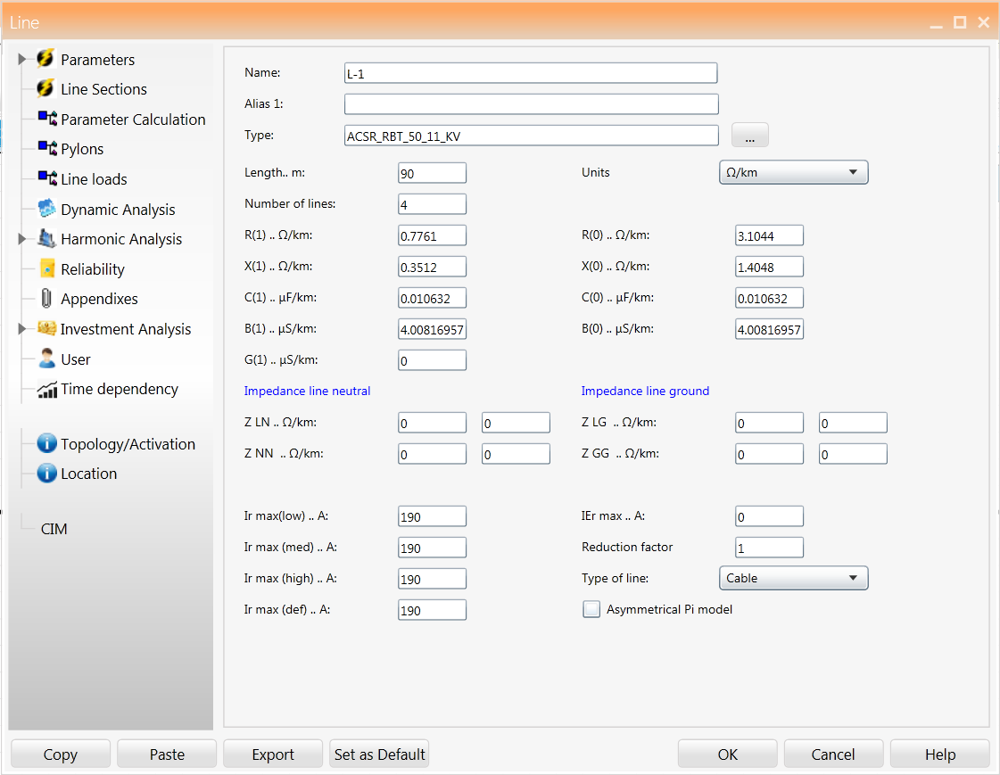 Line
Parameters
Line Sections
Parameter Calculation
Pylons
Line loads
Dynamic Analysis
Harmonic Analysis
Reliability
Appendixes
Investment Analysis
User
Time dependency
Topology/Activation
Location
CIM
Name: L-1
Alias 1:
Type: ACSR_RBT_50_11_KV ...
Length.. m: 90 Units Ω/km
Number of lines: 4
R(1) .. Ω/km: 0.7761 R(0) .. Ω/km: 3.1044
X(1) .. Ω/km: 0.3512 X(0) .. Ω/km: 1.4048
C(1) .. µF/km: 0.010632 C(0) .. µF/km: 0.010632
B(1) .. µS/km: 4.00816957 B(0) .. µS/km: 4.00816957
G(1) .. µS/km: 0
Impedance line neutral Impedance line ground
Z LN .. Ω/km: 0 0 Z LG .. Ω/km: 0 0
Z NN .. Ω/km: 0 0 Z GG .. Ω/km: 0 0
Ir max(low) .. A: 190 IEr max .. A: 0
Ir max (med) .. A: 190 Reduction factor 1
Ir max (high) .. A: 190 Type of line: Cable
Ir max (def) .. A: 190 Asymmetrical Pi model
Copy Paste Export Set as Default OK Cancel Help